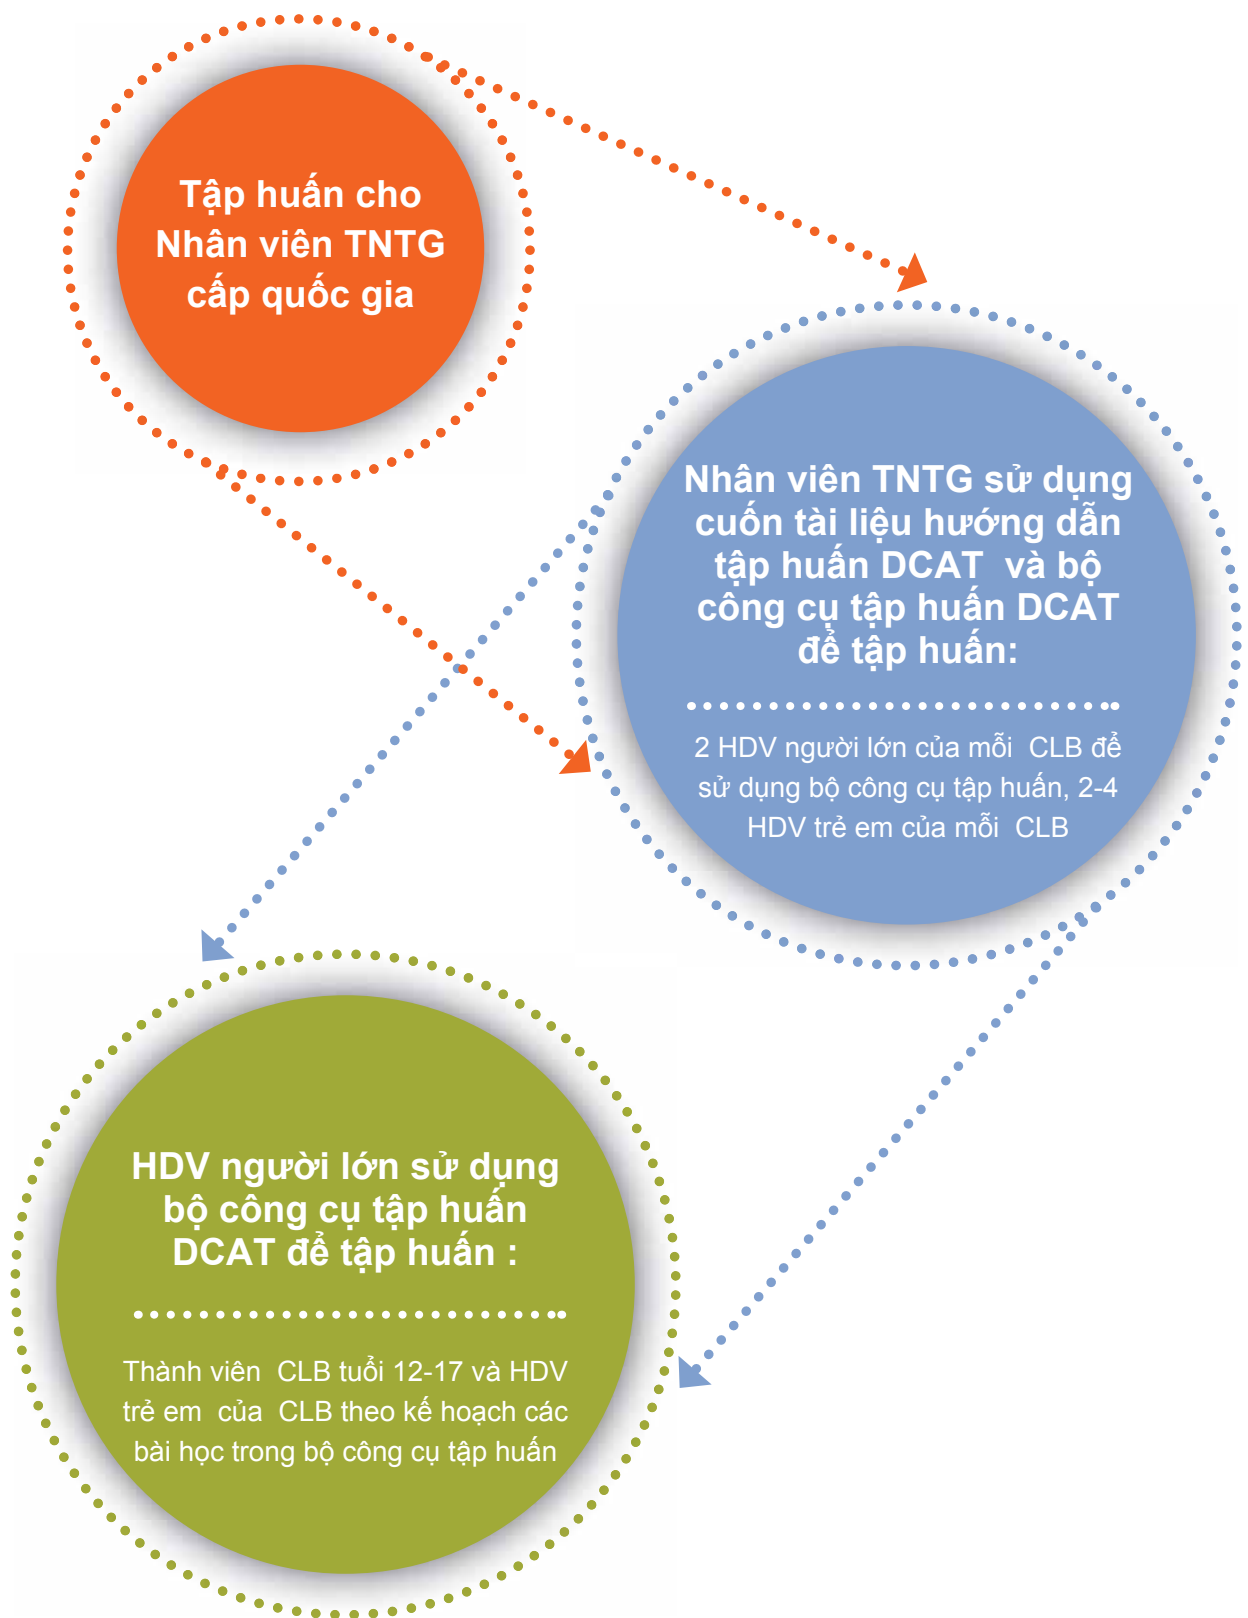 Tập huấn cho
Nhân viên TNTG
cấp quốc gia
Nhân viên TNTG sử dụng
cuốn tài liệu hướng dẫn
tập huấn DCAT và bộ
công cụ tập huấn DCAT
để tập huấn:
2 HDV người lớn của mỗi CLB để
sử dụng bộ công cụ tập huấn, 2-4
HDV trẻ em của mỗi CLB
HDV người lớn sử dụng
bộ công cụ tập huấn
DCAT để tập huấn :
Thành viên CLB tuổi 12-17 và HDV
trẻ em của CLB theo kế hoạch các
bài học trong bộ công cụ tập huấn